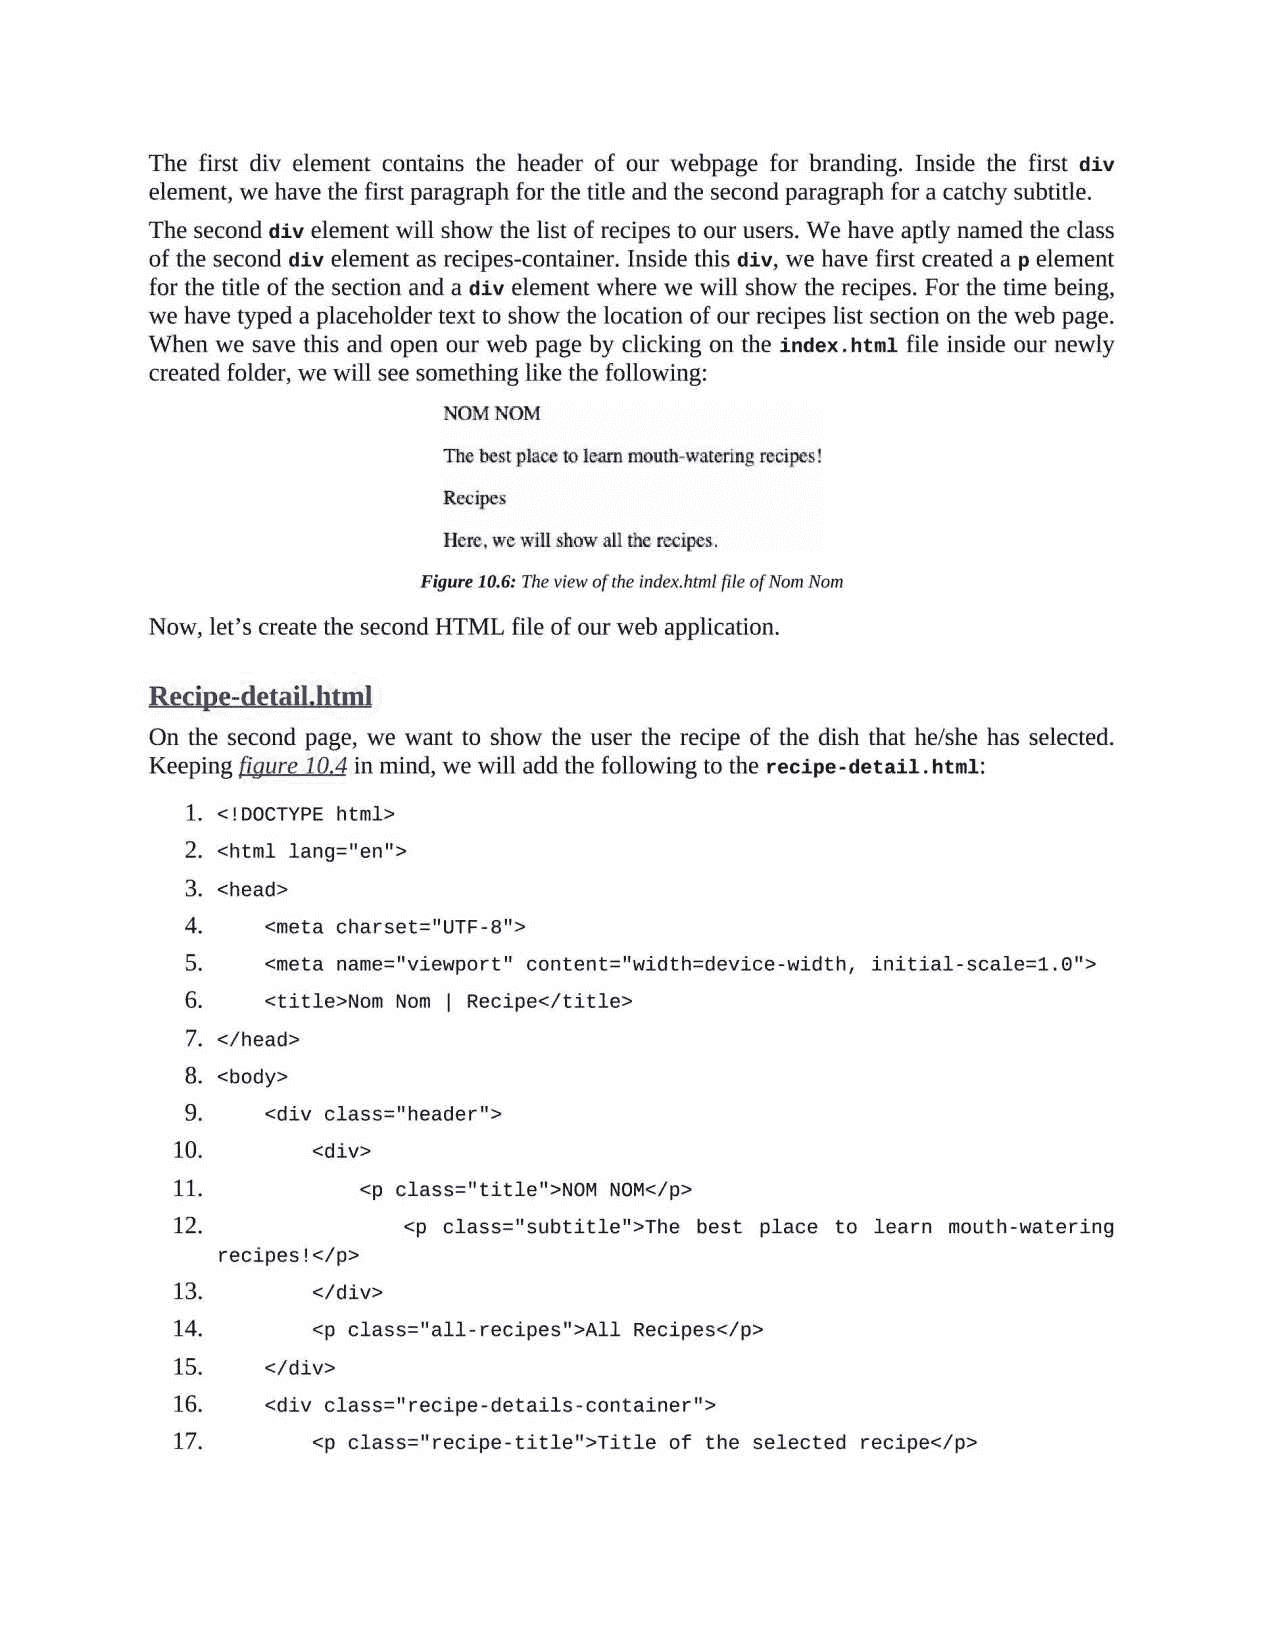 The first div element contains the header of our webpage for branding. Inside the first div
element, we have the first paragraph for the title and the second paragraph for a catchy subtitle.
The second div element will show the list of recipes to our users. We have aptly named the class
of the second div element as recipes-container. Inside this div, we have first created a p element
for the title of the section and a div element where we will show the recipes. For the time being,
we have typed a placeholder text to show the location of our recipes list section on the web page.
When we save this and open our web page by clicking on the index.html file inside our newly
created folder, we will see something like the following:
NOM NOM
The best place to learn mouth-watering recipes!
Recipes
Here, we will show all the recipes.
Figure 10.6: The view of the index.html file of Nom Nom
Now, let’s create the second HTML file of our web application.
Recipe-detail.html
On the second page, we want to show the user the recipe of the dish that he/she has selected.
Keeping figure 10.4 in mind, we will add the following to the recipe-detail.html:
1. <!DOCTYPE html>
2. <html lang="en">
3. <head>
4.     <meta charset="UTF-8">
5.     <meta name="viewport" content="width=device-width, initial-scale=1.0">
6.     <title>Nom Nom | Recipe</title>
7. </head>
8. <body>
9.     <div class="header">
10.         <div>
11.             <p class="title">NOM NOM</p>
12.             <p class="subtitle">The best place to learn mouth-watering
recipes!</p>
13.         </div>
14.         <p class="all-recipes">All Recipes</p>
15.     </div>
16.     <div class="recipe-details-container">
17.         <p class="recipe-title">Title of the selected recipe</p>